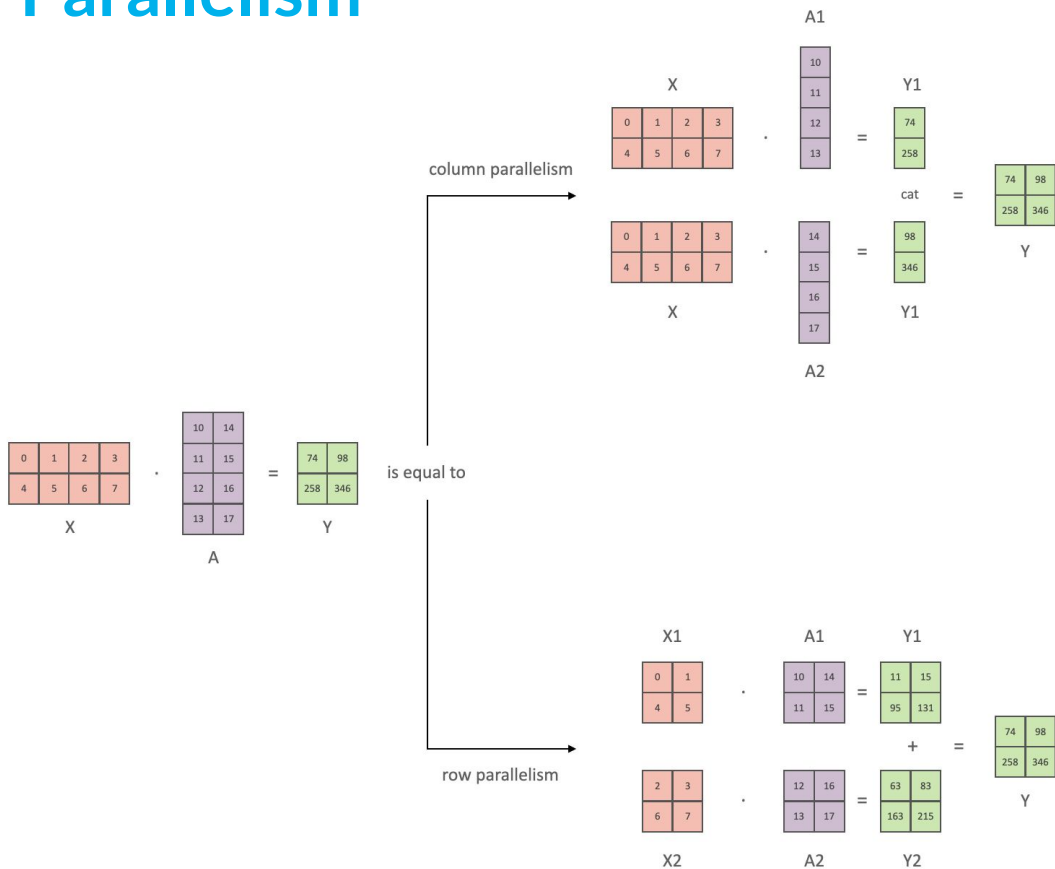 Parallelism
A1
10
11
12
13
X
0 1 2 3
4 5 6 7
·
=
Y1
74
258
column parallelism
cat
=
74 98
258 346
Y
0 1 2 3
4 5 6 7
X
·
14
15
16
17
A2
=
98
346
Y1
0 1 2 3
4 5 6 7
X
·
10 14
11 15
12 16
13 17
A
=
74 98
258 346
Y
is equal to
row parallelism
X1
0 1
4 5
·
A1
10 14
11 15
=
Y1
11 15
95 131
+
=
74 98
258 346
Y
2 3
6 7
X2
·
12 16
13 17
A2
=
63 83
163 215
Y2